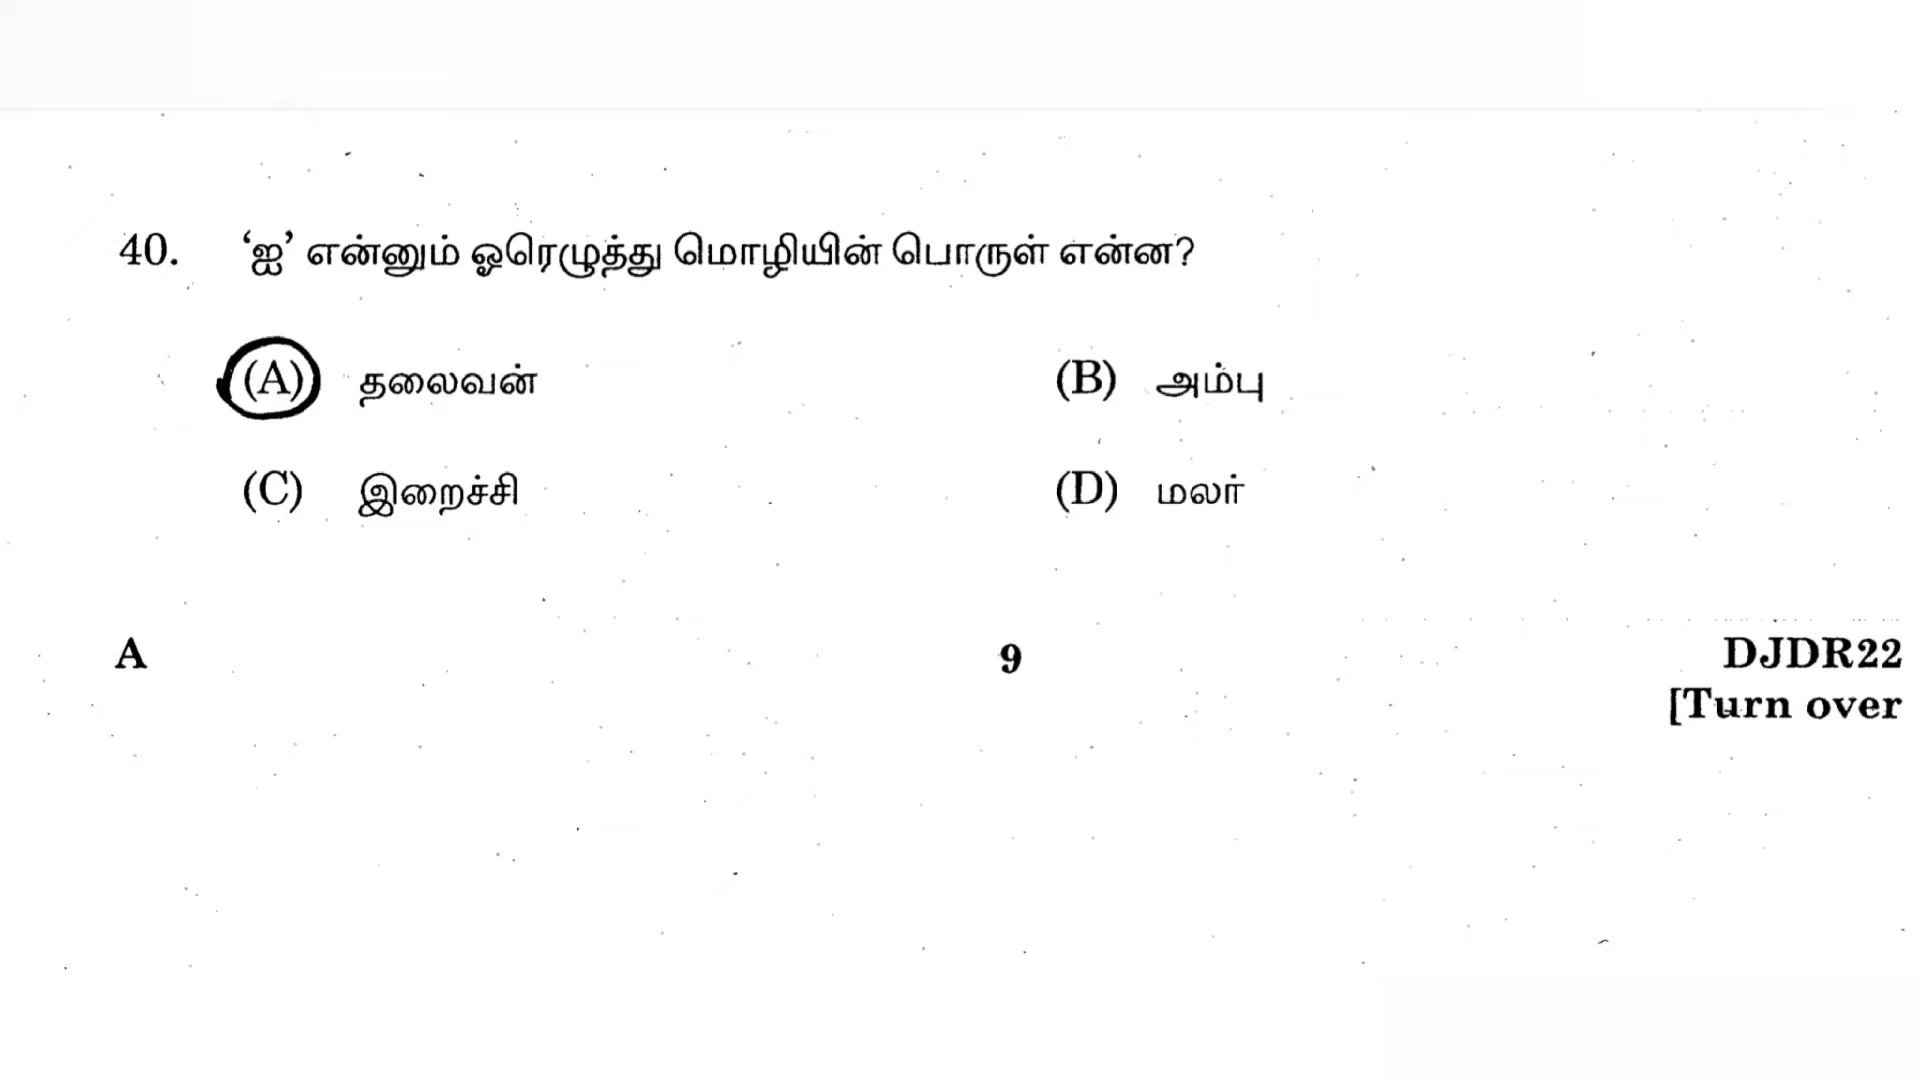 40. ‘ஐ’ என்னும் ஓரெழுத்து மொழியின் பொருள் என்ன?
(A) தலைவன் (B) அம்பு
(C) இறைச்சி (D) மலர்
A 9 DJDR22
[Turn over